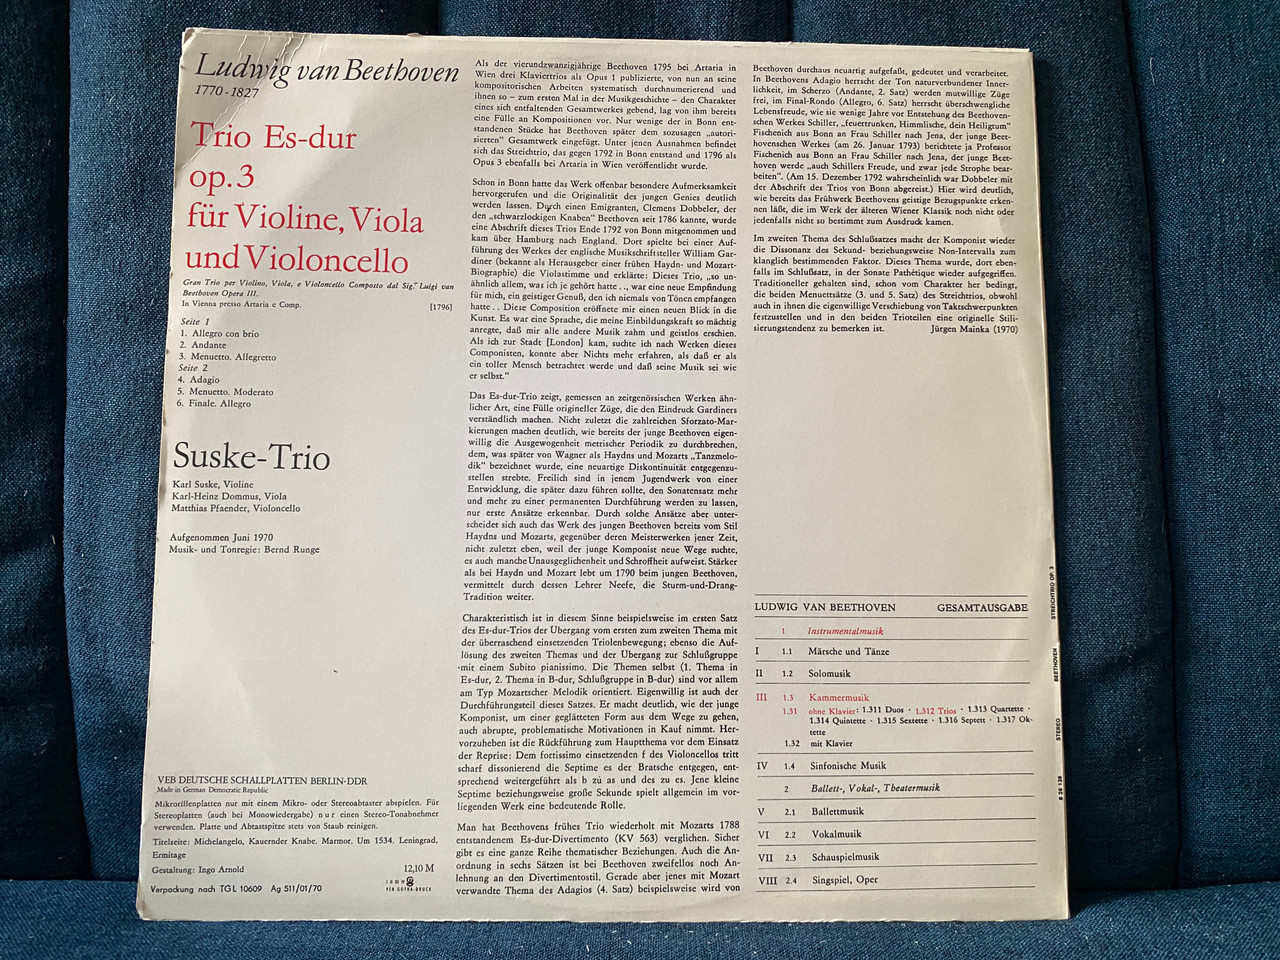 Ludwig van Beethoven
1770-1827
Trio Es-dur
op. 3
für Violine, Viola
und Violoncello
Gran Trio per Violino, Viola, e Violoncello Composto dal Sig.r Luigi van
Beethoven Opera III.
In Vienna presso Artaria e Comp. [1796]
Seite 1
1. Allegro con brio
2. Andante
3. Menuetto. Allegretto
Seite 2
4. Adagio
5. Menuetto. Moderato
6. Finale. Allegro
Suske-Trio
Karl Suske, Violine
Karl-Heinz Dommus, Viola
Matthias Pfaender, Violoncello
Aufgenommen Juni 1970
Musik- und Tonregie: Bernd Runge
VEB DEUTSCHE SCHALLPLATTEN BERLIN·DDR
Made in German Democratic Republic
Mikrorillenplatten nur mit einem Mikro- oder Stereoabtaster abspielen. Für
Stereoplatten (auch bei Monowiedergabe) nur einen Stereo-Tonabnehmer
verwenden. Platte und Abtastspitze stets von Staub reinigen.
Titelseite: Michelangelo, Kauernder Knabe. Marmor. Um 1534. Leningrad,
Ermitage
Gestaltung: Ingo Arnold 12,10 M
Verpackung nach TGL 10609 Ag 511/01/70
VEB GOTHA-DRUCK
Als der vierundzwanzigjährige Beethoven 1795 bei Artaria in
Wien drei Klaviertrios als Opus 1 publizierte, von nun an seine
kompositorischen Arbeiten systematisch durchnumerierend und
ihnen so – zum ersten Mal in der Musikgeschichte – den Charakter
eines sich entfaltenden Gesamtwerkes gebend, lag von ihm bereits
eine Fülle an Kompositionen vor. Nur wenige der in Bonn ent-
standenen Stücke hat Beethoven später dem sozusagen „autori-
sierten" Gesamtwerk eingefügt. Unter jenen Ausnahmen befindet
sich das Streichtrio, das gegen 1792 in Bonn entstand und 1796 als
Opus 3 ebenfalls bei Artaria in Wien veröffentlicht wurde.
Schon in Bonn hatte das Werk offenbar besondere Aufmerksamkeit
hervorgerufen und die Originalität des jungen Genies deutlich
werden lassen. Durch einen Emigranten, Clemens Dobbeler, der
den „schwarzlockigen Knaben" Beethoven seit 1786 kannte, wurde
eine Abschrift dieses Trios Ende 1792 von Bonn mitgenommen und
kam über Hamburg nach England. Dort spielte bei einer Auf-
führung des Werkes der englische Musikschriftsteller William Gar-
diner (bekannt als Herausgeber einer frühen Haydn- und Mozart-
Biographie) die Violastimme und erklärte: Dieses Trio, „so un-
ähnlich allem, was ich je gehört hatte . ., war eine neue Empfindung
für mich, ein geistiger Genuß, den ich niemals von Tönen empfangen
hatte . . Diese Composition eröffnete mir einen neuen Blick in die
Kunst. Es war eine Sprache, die meine Einbildungskraft so mächtig
anregte, daß mir alle andere Musik zahm und geistlos erschien.
Als ich zur Stadt [London] kam, suchte ich nach Werken dieses
Componisten, konnte aber Nichts mehr erfahren, als daß er als
ein toller Mensch betrachtet werde und daß seine Musik sei wie
er selbst."
Das Es-dur-Trio zeigt, gemessen an zeitgenössischen Werken ähn-
licher Art, eine Fülle origineller Züge, die den Eindruck Gardiners
verständlich machen. Nicht zuletzt die zahlreichen Sforzato-Mar-
kierungen machen deutlich, wie bereits der junge Beethoven eigen-
willig die Ausgewogenheit metrischer Periodik zu durchbrechen,
dem, was später von Wagner als Haydns und Mozarts „Tanzmelo-
dik" bezeichnet wurde, eine neuartige Diskontinuität entgegenzu-
stellen strebte. Freilich sind in jenem Jugendwerk von einer
Entwicklung, die später dazu führen sollte, den Sonatensatz mehr
und mehr zu einer permanenten Durchführung werden zu lassen,
nur erste Ansätze erkennbar. Durch solche Ansätze aber unter-
scheidet sich auch das Werk des jungen Beethoven bereits vom Stil
Haydns und Mozarts, gegenüber deren Meisterwerken jener Zeit,
nicht zuletzt eben, weil der junge Komponist neue Wege suchte,
es auch manche Unausgeglichenheit und Schroffheit aufweist. Stärker
als bei Haydn und Mozart lebt um 1790 beim jungen Beethoven,
vermittelt durch dessen Lehrer Neefe, die Sturm-und-Drang-
Tradition weiter.
Charakteristisch ist in diesem Sinne beispielsweise im ersten Satz
des Es-dur-Trios der Übergang vom ersten zum zweiten Thema mit
der überraschend einsetzenden Triolenbewegung; ebenso die Auf-
lösung des zweiten Themas und der Übergang zur Schlußgruppe
mit einem Subito pianissimo. Die Themen selbst (1. Thema in
Es-dur, 2. Thema in B-dur, Schlußgruppe in B-dur) sind vor allem
am Typ Mozartscher Melodik orientiert. Eigenwillig ist auch der
Durchführungsteil dieses Satzes. Er macht deutlich, wie der junge
Komponist, um einer geglätteten Form aus dem Wege zu gehen,
auch abrupte, problematische Motivationen in Kauf nimmt. Her-
vorzuheben ist die Rückführung zum Hauptthema vor dem Einsatz
der Reprise: Dem fortissimo einsetzenden f des Violoncellos tritt
scharf dissonierend die Septime es der Bratsche entgegen, ent-
sprechend weitergeführt als b zu as und des zu es. Jene kleine
Septime beziehungsweise große Sekunde spielt allgemein im vor-
liegenden Werk eine bedeutende Rolle.
Man hat Beethovens frühes Trio wiederholt mit Mozarts 1788
entstandenem Es-dur-Divertimento (KV 563) verglichen. Sicher
gibt es eine ganze Reihe thematischer Beziehungen. Auch die An-
ordnung in sechs Sätzen ist bei Beethoven zweifellos noch An-
lehnung an den Divertimentostil. Gerade aber jenes mit Mozart
verwandte Thema des Adagios (4. Satz) beispielsweise wird von
Beethoven durchaus neuartig aufgefaßt, gedeutet und verarbeitet.
In Beethovens Adagio herrscht der Ton naturverbundener Inner-
lichkeit, im Scherzo (Andante, 2. Satz) werden mutwillige Züge
frei, im Final-Rondo (Allegro, 6. Satz) herrscht überschwengliche
Lebensfreude, wie sie wenige Jahre vor Entstehung des Beethoven-
schen Werkes Schiller, „feuertrunken, Himmlische, dein Heiligtum"
Fischenich aus Bonn an Frau Schiller nach Jena, der junge Beet-
hovenschen Werkes (am 26. Januar 1793) berichtete ja Professor
Fischenich aus Bonn an Frau Schiller nach Jena, der junge Beet-
hoven werde „auch Schillers Freude, und zwar jede Strophe bear-
beiten". (Am 15. Dezember 1792 wahrscheinlich war Dobbeler mit
der Abschrift des Trios von Bonn abgereist.) Hier wird deutlich,
wie bereits das Frühwerk Beethovens geistige Bezugspunkte erken-
nen läßt, die im Werk der älteren Wiener Klassik noch nicht oder
jedenfalls nicht so bestimmt zum Ausdruck kamen.
Im zweiten Thema des Schlußsatzes macht der Komponist wieder
die Dissonanz des Sekund- beziehungsweise Non-Intervalls zum
klanglich bestimmenden Faktor. Dieses Thema wurde, dort eben-
falls im Schlußsatz, in der Sonate Pathétique wieder aufgegriffen.
Traditioneller gehalten sind, schon vom Charakter her bedingt,
die beiden Menuettsätze (3. und 5. Satz) des Streichtrios, obwohl
auch in ihnen die eigenwillige Verschiebung von Taktschwerpunkten
festzustellen und in den beiden Trioteilen eine originelle Stili-
sierungstendenz zu bemerken ist. Jürgen Mainka (1970)
LUDWIG VAN BEETHOVEN GESAMTAUSGABE
1 Instrumentalmusik
I 1.1 Märsche und Tänze
II 1.2 Solomusik
III 1.3 Kammermusik
1.31 ohne Klavier: 1.311 Duos · 1.312 Trios · 1.313 Quartette ·
1.314 Quintette · 1.315 Sextette · 1.316 Septett · 1.317 Ok-
tette
1.32 mit Klavier
IV 1.4 Sinfonische Musik
2 Ballett-, Vokal-, Theatermusik
V 2.1 Ballettmusik
VI 2.2 Vokalmusik
VII 2.3 Schauspielmusik
VIII 2.4 Singspiel, Oper
8 26 138 STEREO BEETHOVEN STREICHTRIO OP. 3